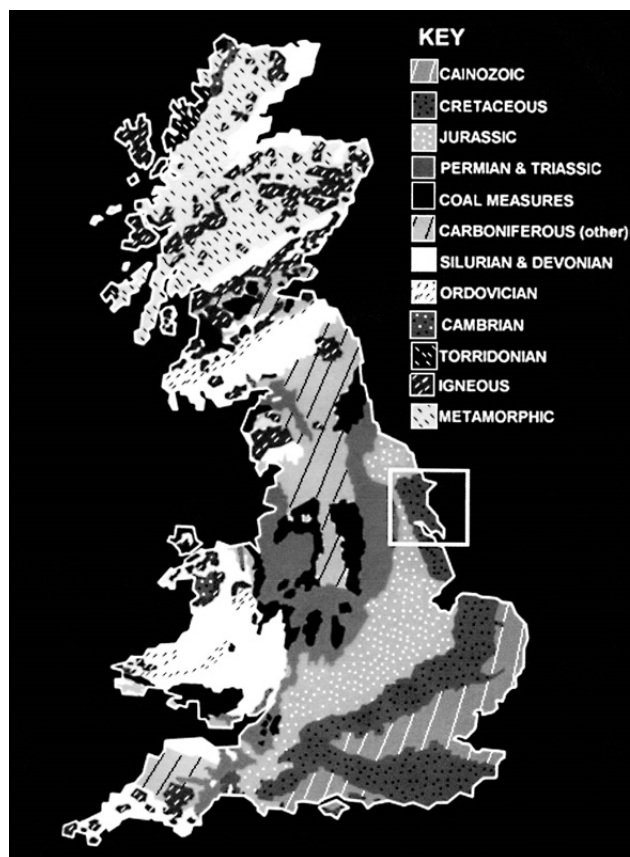 KEY
CAINOZOIC
CRETACEOUS
JURASSIC
PERMIAN & TRIASSIC
COAL MEASURES
CARBONIFEROUS (other)
SILURIAN & DEVONIAN
ORDOVICIAN
CAMBRIAN
TORRIDONIAN
IGNEOUS
METAMORPHIC